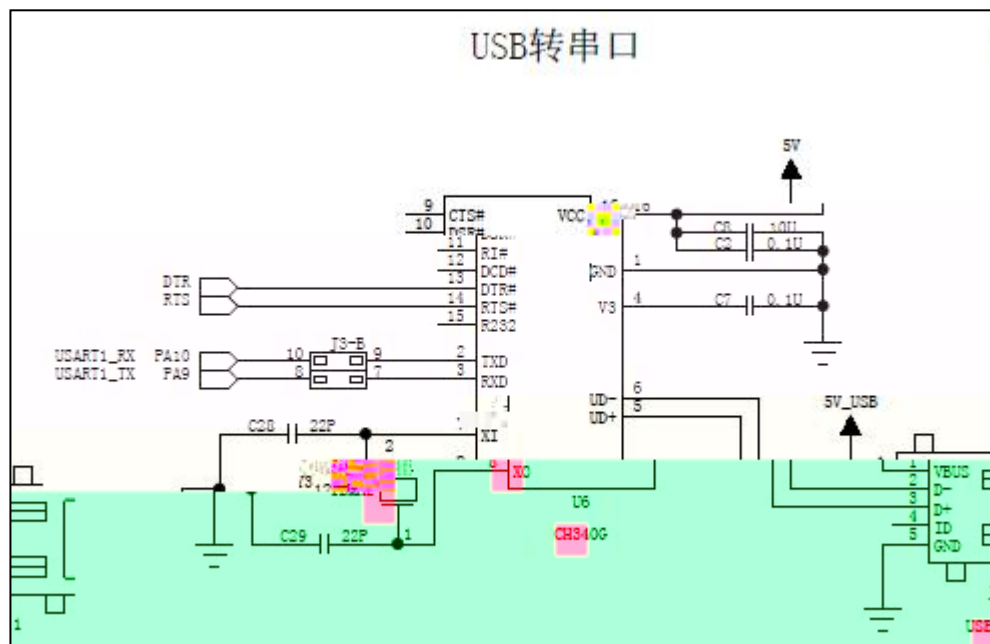 USB转串口
5V
9 CTS# VCC
10
C8 10U
11 C2 0.1U
RI#
12 DCD# GND 1
13
DTR DTR#
14
RTS RTS# V3 4 C7 0.1U
15 R232
J3-B
USART1_RX PA10 10 9 2 TXD
USART1_TX PA9 8 7 3 RXD
UD- 6
UD+ 5
5V_USB
C28 22P 1 XI
2
XO 1 VBUS
2 D-
U6 3 D+
4 ID
C29 22P 1 CH340G 5 GND
1 USB